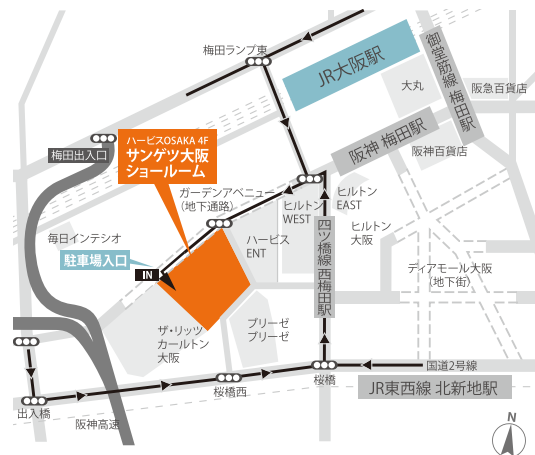 梅田ランプ東
JR大阪駅
御堂筋線 梅田駅
大丸
阪急百貨店
阪神 梅田駅
阪神百貨店
梅田出入口
ハービスOSAKA 4F
サンゲツ大阪
ショールーム
ガーデンアベニュー
(地下通路)
ヒルトン
WEST
ヒルトン
EAST
ヒルトン
大阪
四ツ橋線 西梅田駅
毎日インテシオ
駐車場入口
IN
ハービス
ENT
ディアモール大阪
(地下街)
ザ・リッツ
カールトン
大阪
ブリーゼ
ブリーゼ
国道2号線
桜橋
桜橋西
JR東西線 北新地駅
出入橋
阪神高速
N